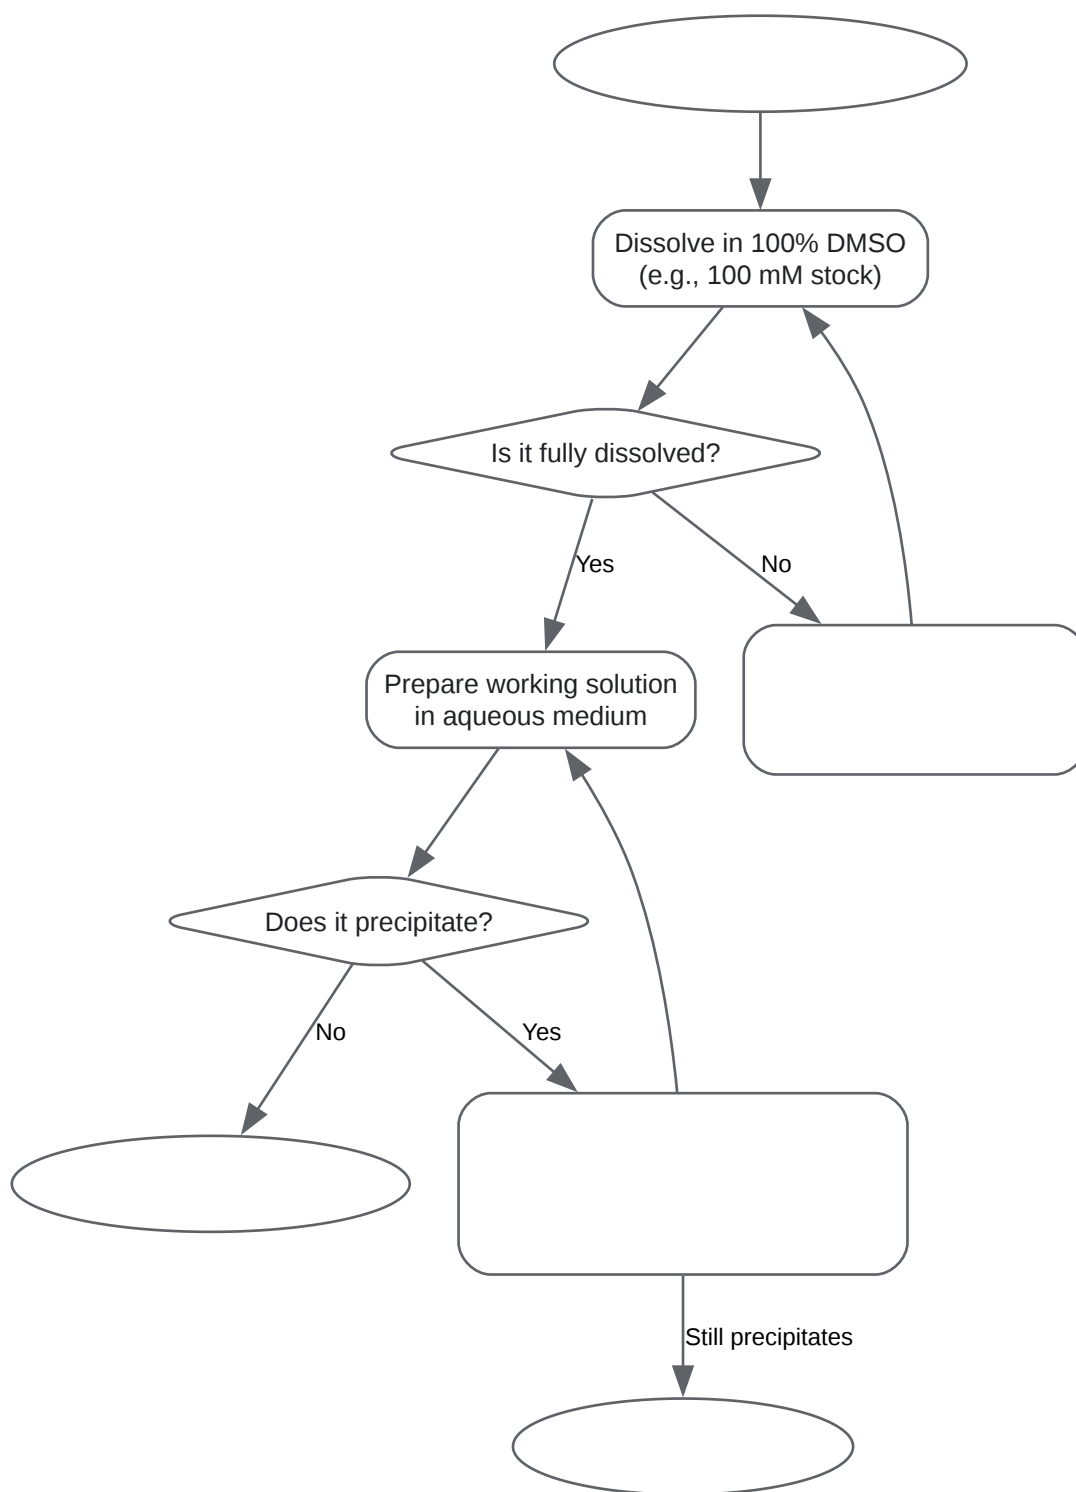 Dissolve in 100% DMSO
(e.g., 100 mM stock)
Is it fully dissolved?
Yes
No
Prepare working solution
in aqueous medium
Does it precipitate?
No
Yes
Still precipitates